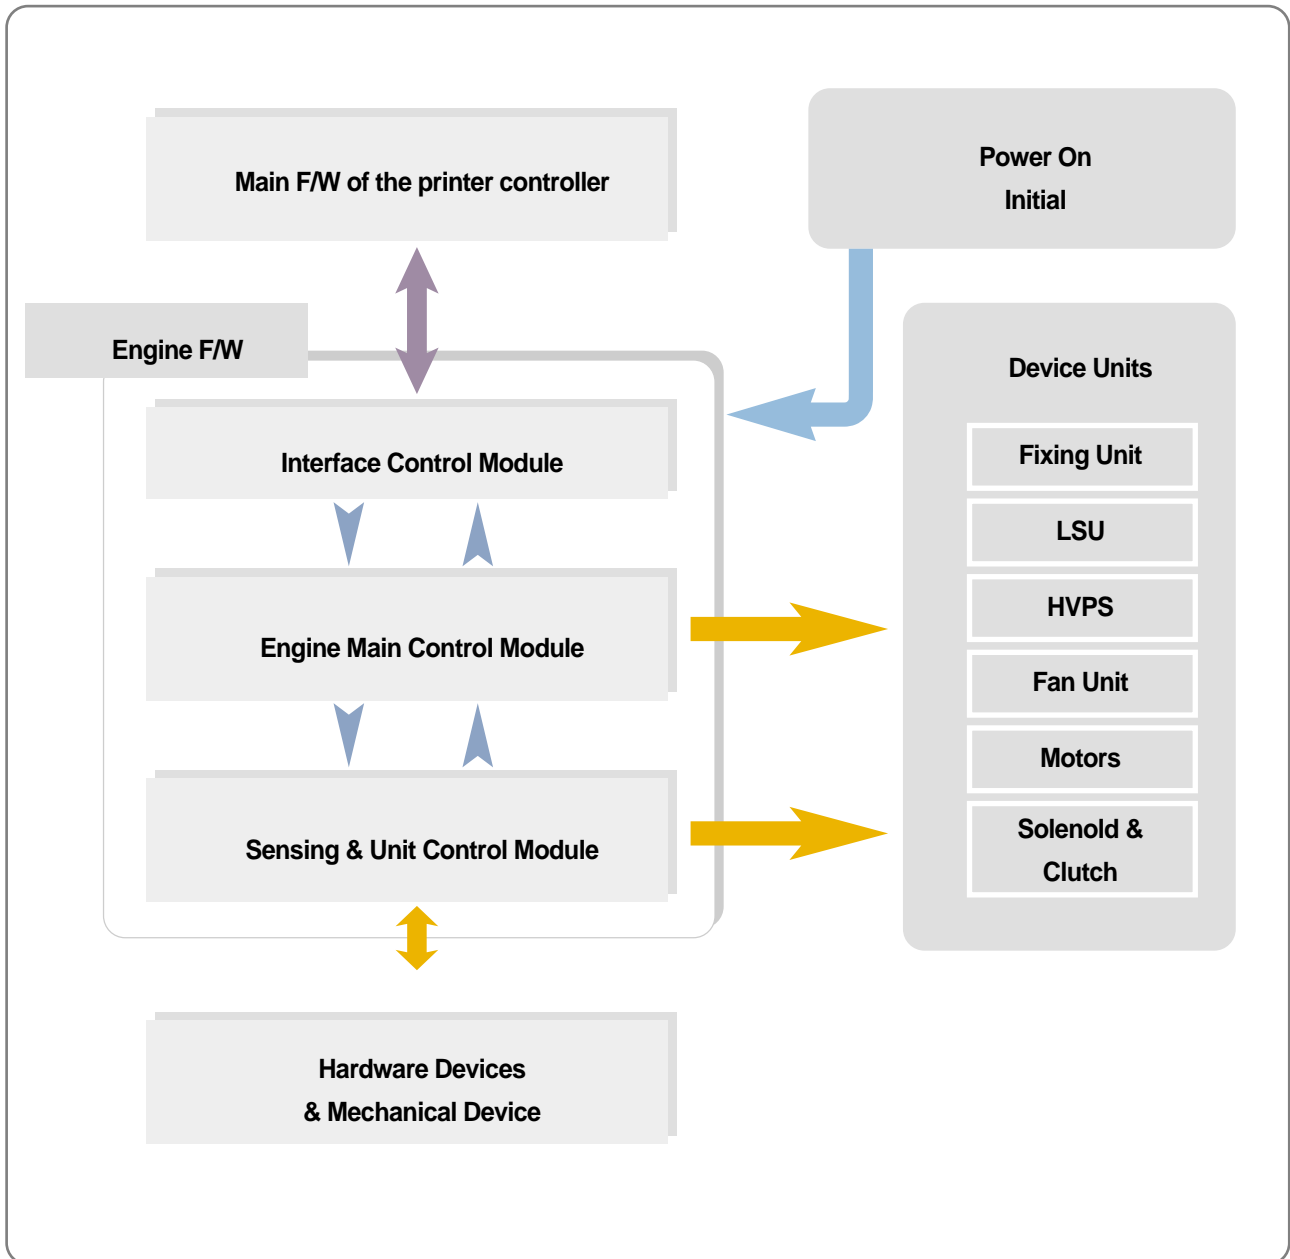 Main F/W of the printer controller
Power On
Initial
Engine F/W
Interface Control Module
Engine Main Control Module
Sensing & Unit Control Module
Hardware Devices
& Mechanical Device
Device Units
Fixing Unit
LSU
HVPS
Fan Unit
Motors
Solenold &
Clutch